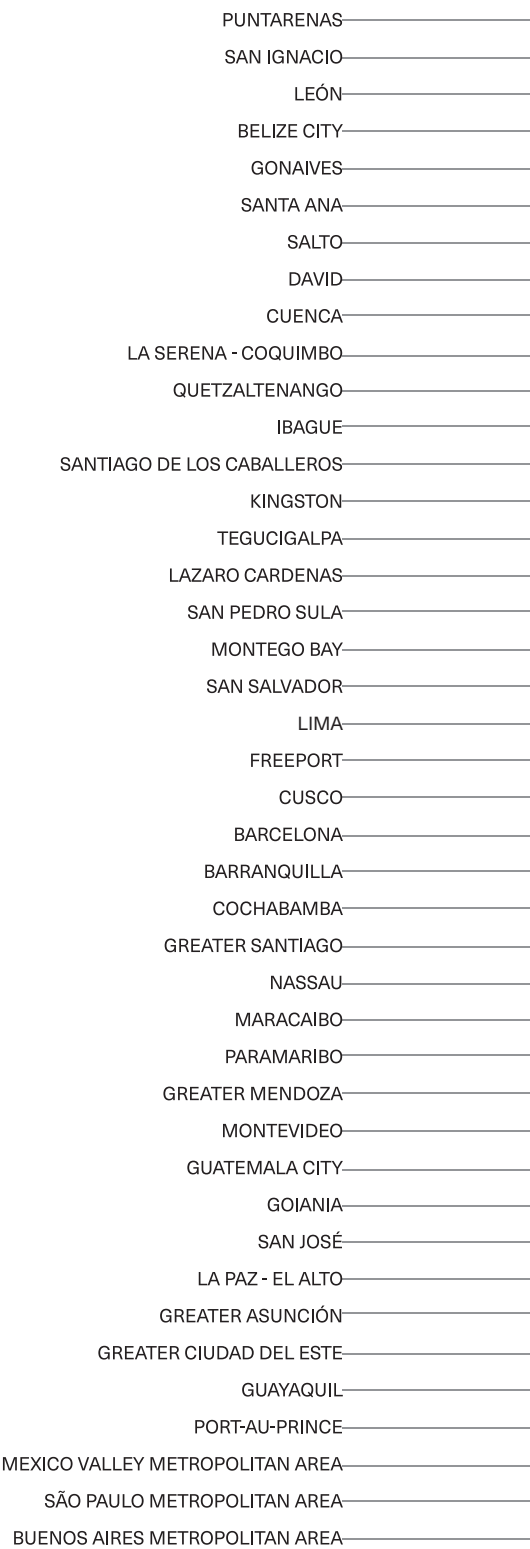 PUNTARENAS
SAN IGNACIO
LEÓN
BELIZE CITY
GONAIVES
SANTA ANA
SALTO
DAVID
CUENCA
LA SERENA - COQUIMBO
QUETZALTENANGO
IBAGUE
SANTIAGO DE LOS CABALLEROS
KINGSTON
TEGUCIGALPA
LAZARO CARDENAS
SAN PEDRO SULA
MONTEGO BAY
SAN SALVADOR
LIMA
FREEPORT
CUSCO
BARCELONA
BARRANQUILLA
COCHABAMBA
GREATER SANTIAGO
NASSAU
MARACAIBO
PARAMARIBO
GREATER MENDOZA
MONTEVIDEO
GUATEMALA CITY
GOIANIA
SAN JOSÉ
LA PAZ - EL ALTO
GREATER ASUNCIÓN
GREATER CIUDAD DEL ESTE
GUAYAQUIL
PORT-AU-PRINCE
MEXICO VALLEY METROPOLITAN AREA
SÃO PAULO METROPOLITAN AREA
BUENOS AIRES METROPOLITAN AREA